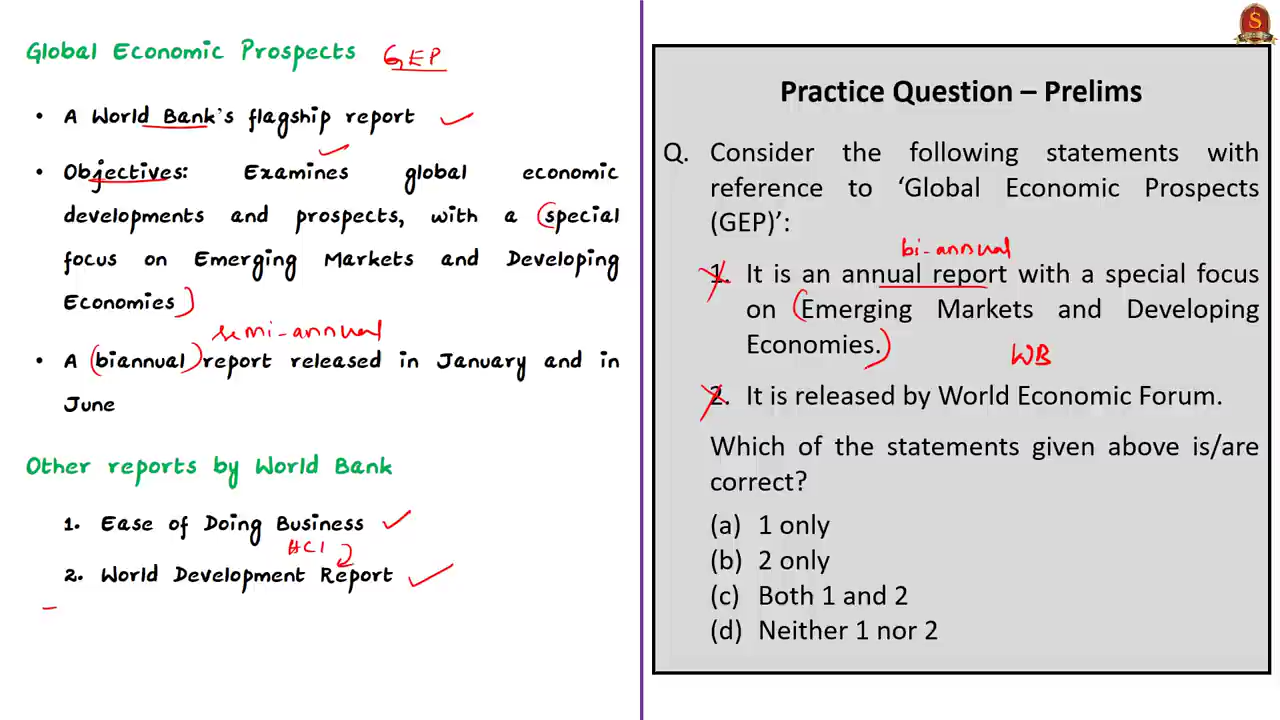 Global Economic Prospects GEP
• A World Bank's flagship report
• Objectives: Examines global economic
developments and prospects, with a (special
focus on Emerging Markets and Developing
Economies)
semi-annual
• A (biannual) report released in January and in
June
Other reports by World Bank
1. Ease of Doing Business
HCI
2. World Development Report
S
Practice Question – Prelims
Q. Consider the following statements with
reference to ‘Global Economic Prospects
(GEP)’:
bi-annual
1. It is an annual report with a special focus
on (Emerging Markets and Developing
Economies.)
WB
2. It is released by World Economic Forum.
Which of the statements given above is/are
correct?
(a) 1 only
(b) 2 only
(c) Both 1 and 2
(d) Neither 1 nor 2